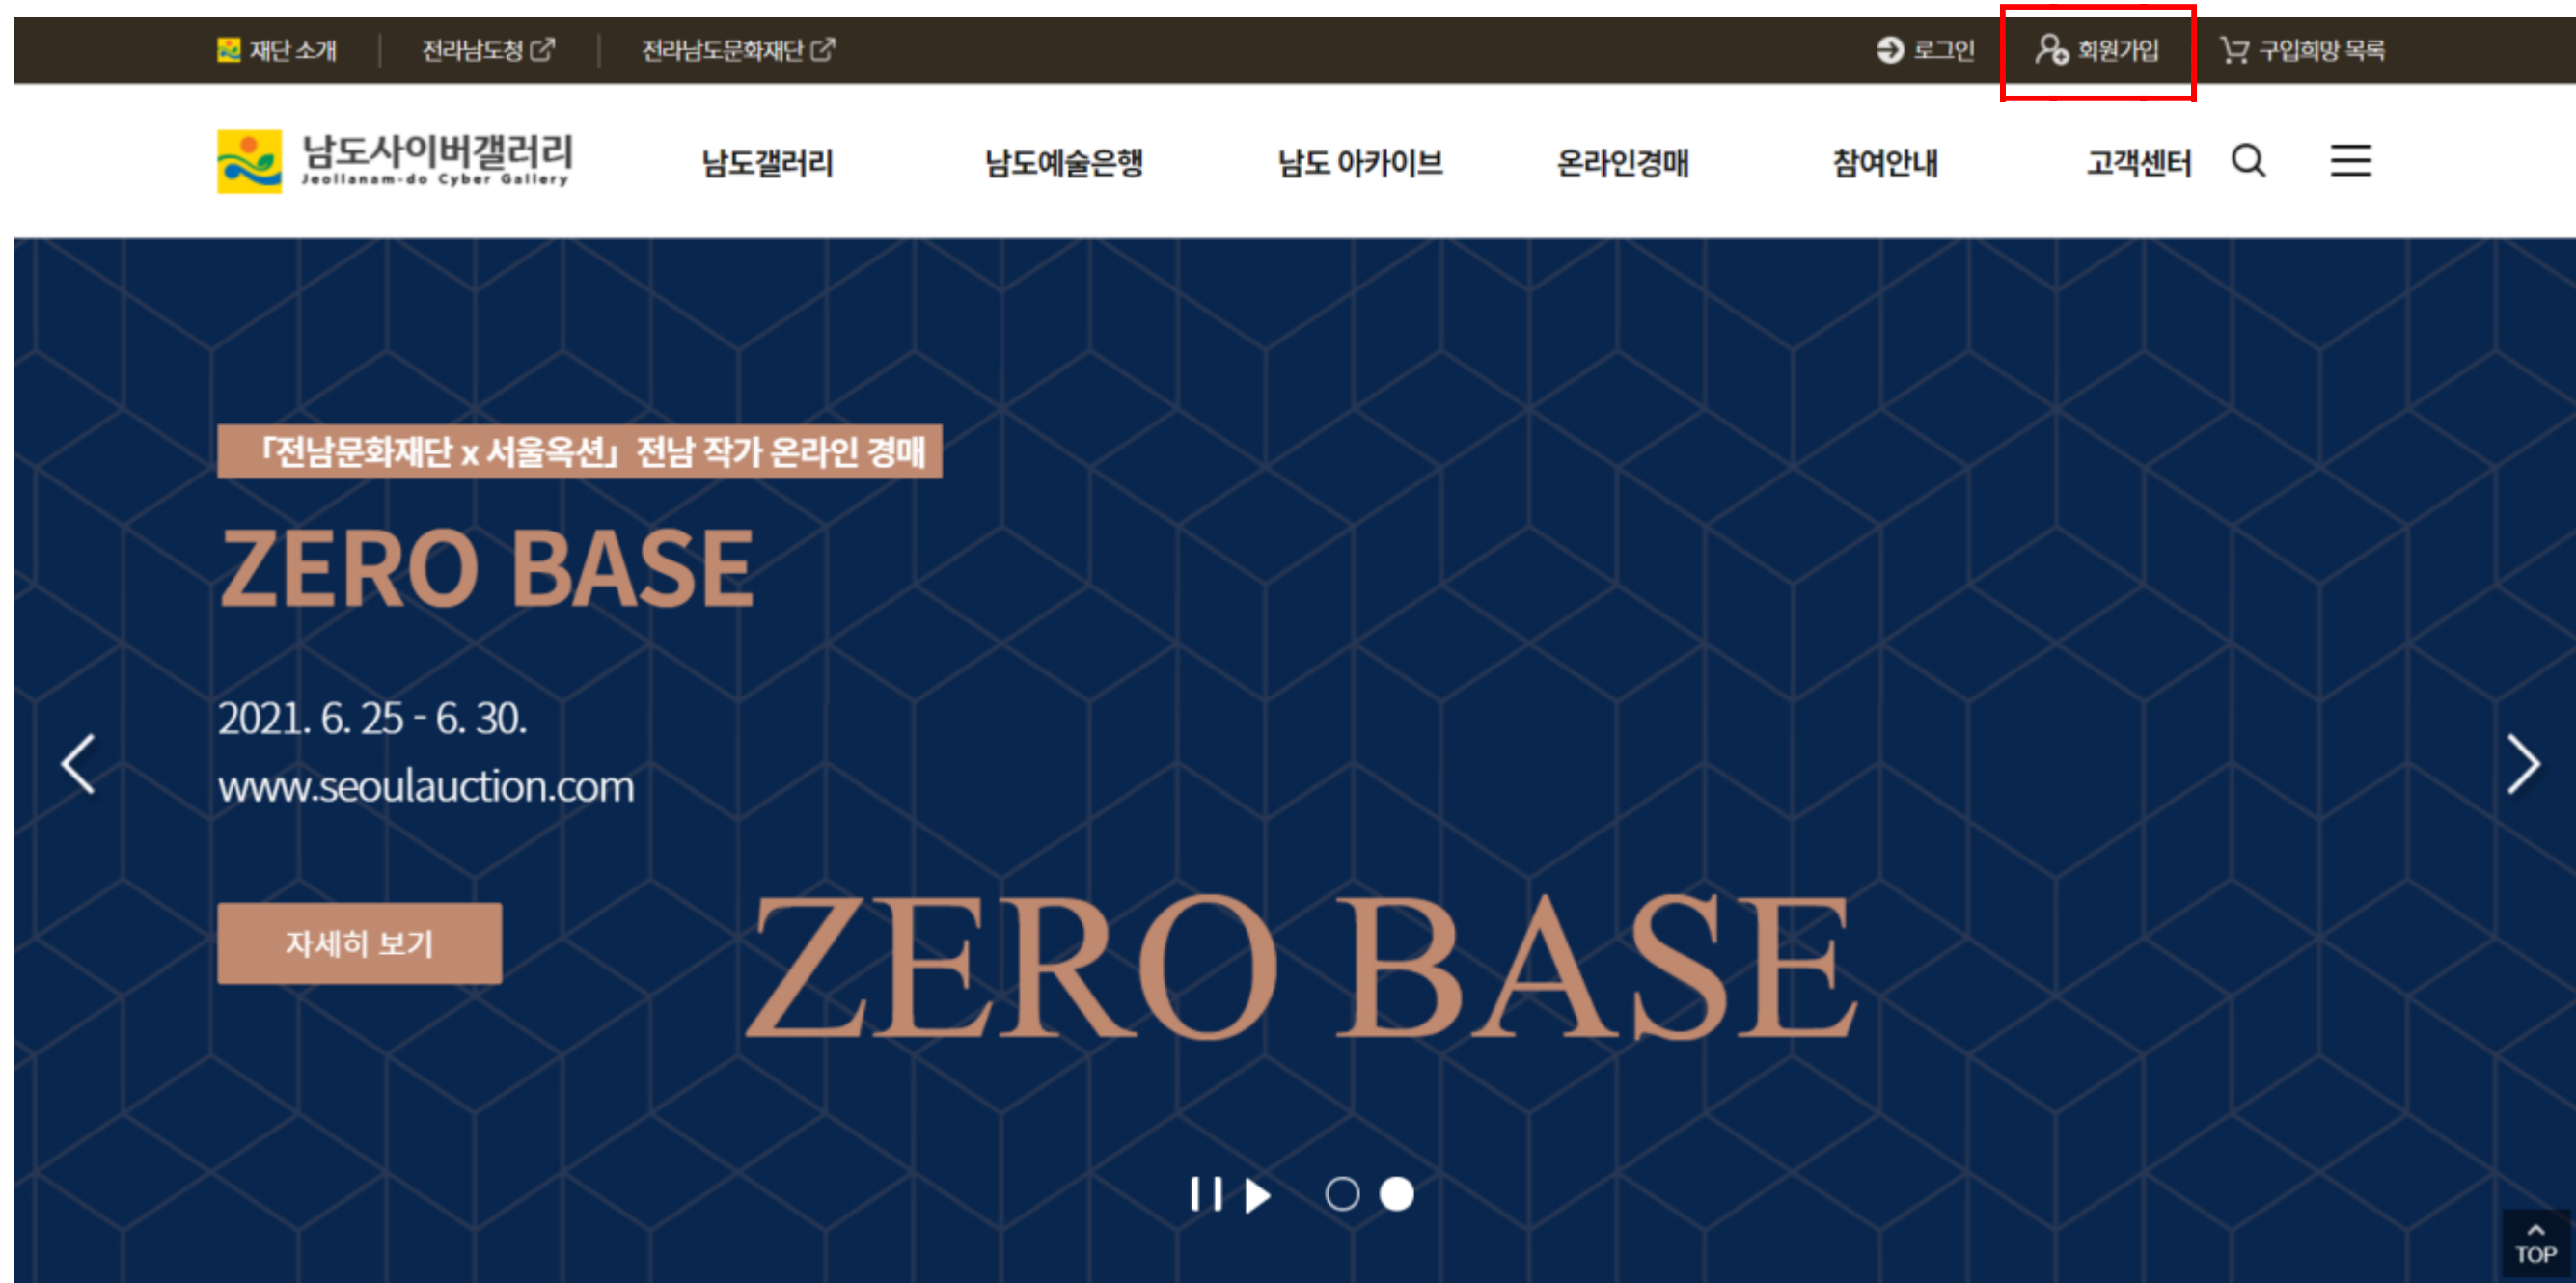 재단 소개
전라남도청
전라남도문화재단
로그인
회원가입
구입희망 목록
남도사이버갤러리
Jeollanam-do Cyber Gallery
남도갤러리
남도예술은행
남도 아카이브
온라인경매
참여안내
고객센터
「전남문화재단 x 서울옥션」 전남 작가 온라인 경매
ZERO BASE
2021. 6. 25 - 6. 30.
www.seoulauction.com
자세히 보기
ZERO BASE
TOP